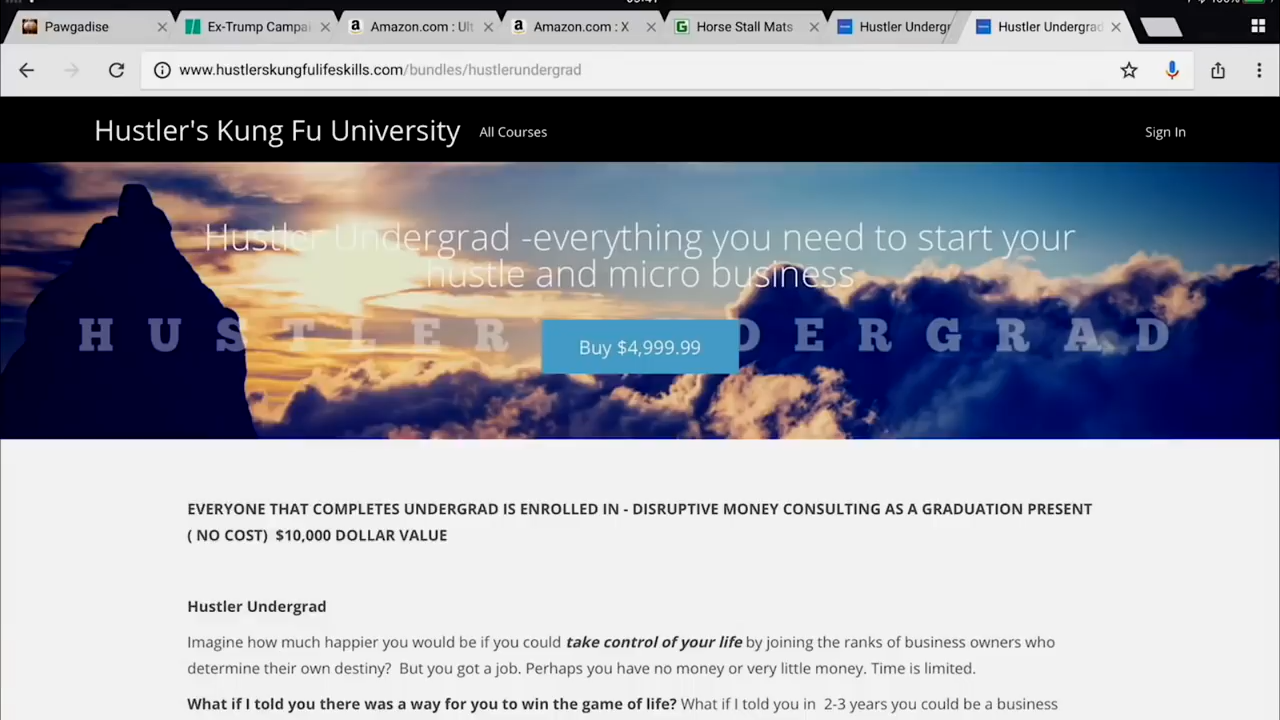 Pawgadise
Ex-Trump Campai
Amazon.com : Ult
Amazon.com : X
Horse Stall Mats
Hustler Undergr
Hustler Undergrad
www.hustlerskungfulifeskills.com/bundles/hustlerundergrad
Hustler's Kung Fu University
All Courses
Sign In
Hustler Undergrad -everything you need to start your
hustle and micro business
HUSTLER
DERGRAD
Buy $4,999.99
EVERYONE THAT COMPLETES UNDERGRAD IS ENROLLED IN - DISRUPTIVE MONEY CONSULTING AS A GRADUATION PRESENT
( NO COST) $10,000 DOLLAR VALUE
Hustler Undergrad
Imagine how much happier you would be if you could take control of your life by joining the ranks of business owners who
determine their own destiny? But you got a job. Perhaps you have no money or very little money. Time is limited.
What if I told you there was a way for you to win the game of life? What if I told you in 2-3 years you could be a business